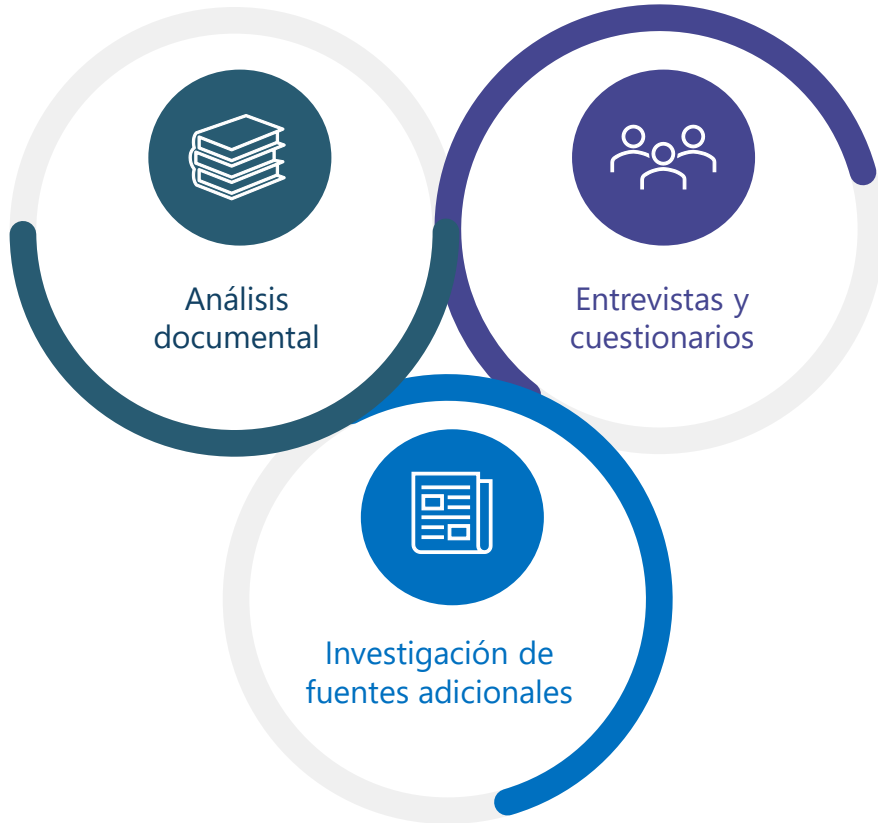 Análisis
documental
Entrevistas y
cuestionarios
Investigación de
fuentes adicionales